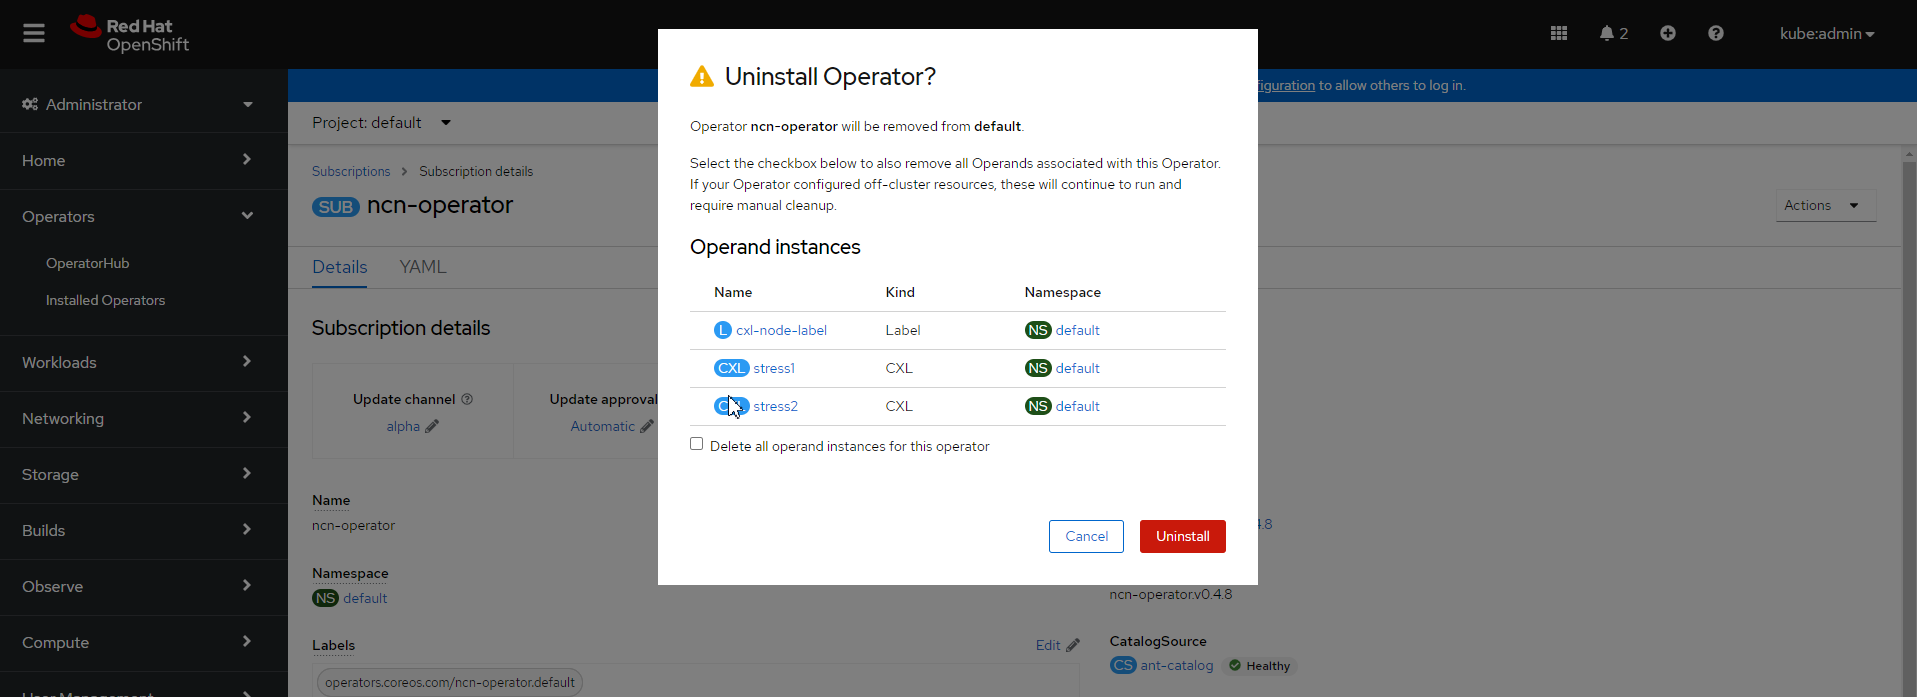 Red Hat
OpenShift
2
kube:admin
Administrator
Home
Operators
OperatorHub
Installed Operators
Workloads
Networking
Storage
Builds
Observe
Compute
User Management
iguration to allow others to log in.
Project: default
Subscriptions > Subscription details
SUB ncn-operator
Actions
Details YAML
Subscription details
Update channel
alpha
Update approval
Automatic
Name
ncn-operator
Namespace
NS default
Labels
Edit
operators.coreos.com/ncn-operator.default
4.8
ncn-operator.v0.4.8
CatalogSource
CS ant-catalog Healthy
Uninstall Operator?
Operator ncn-operator will be removed from default.
Select the checkbox below to also remove all Operands associated with this Operator.
If your Operator configured off-cluster resources, these will continue to run and
require manual cleanup.
Operand instances
Name Kind Namespace
L cxl-node-label Label NS default
CXL stress1 CXL NS default
CXL stress2 CXL NS default
Delete all operand instances for this operator
Cancel Uninstall